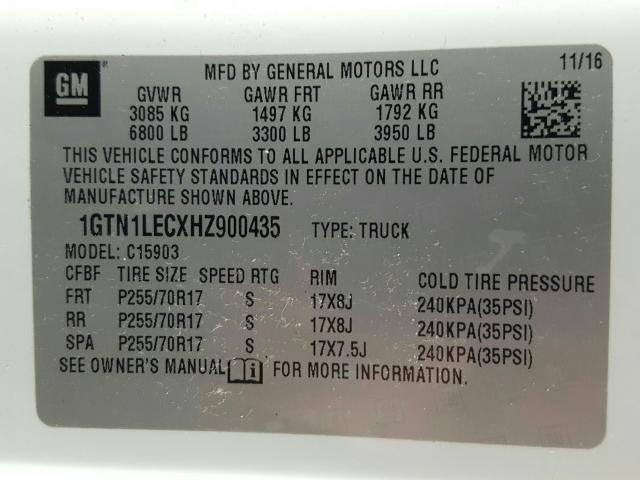 GM ®
MFD BY GENERAL MOTORS LLC 11/16
GVWR GAWR FRT GAWR RR
3085 KG 1497 KG 1792 KG
6800 LB 3300 LB 3950 LB
THIS VEHICLE CONFORMS TO ALL APPLICABLE U.S. FEDERAL MOTOR
VEHICLE SAFETY STANDARDS IN EFFECT ON THE DATE OF
MANUFACTURE SHOWN ABOVE.
1GTN1LECXHZ900435 TYPE: TRUCK
MODEL: C15903
CFBF TIRE SIZE SPEED RTG RIM COLD TIRE PRESSURE
FRT P255/70R17 S 17X8J 240KPA(35PSI)
RR P255/70R17 S 17X8J 240KPA(35PSI)
SPA P255/70R17 S 17X7.5J 240KPA(35PSI)
SEE OWNER'S MANUAL FOR MORE INFORMATION.